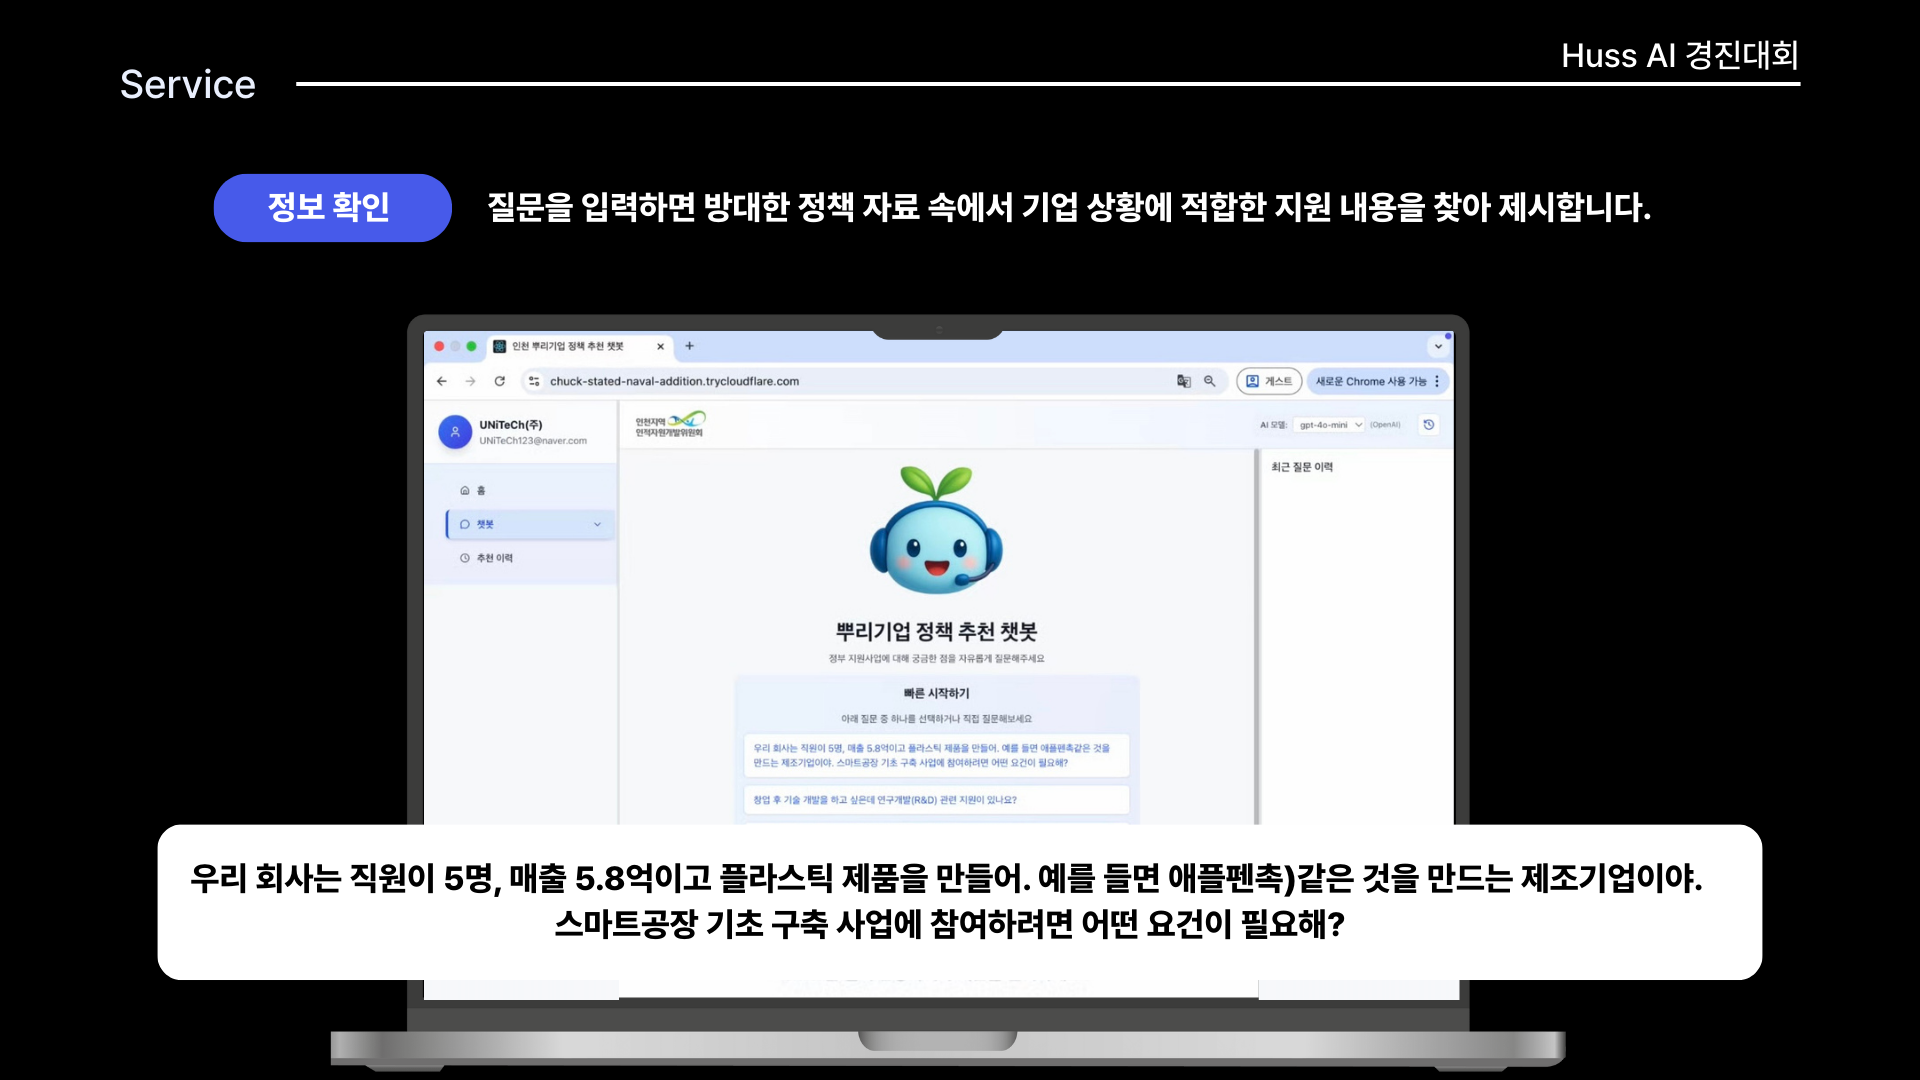 Huss AI 경진대회
Service
정보 확인
질문을 입력하면 방대한 정책 자료 속에서 기업 상황에 적합한 지원 내용을 찾아 제시합니다.
인천 뿌리기업 정책 추천 챗봇
chuck-stated-naval-addition.trycloudflare.com
게스트
새로운 Chrome 사용 가능
UNiTeCh(주)
UNiTeCh123@naver.com
인천지역
인적자원개발위원회
AI 모델: gpt-4o-mini (OpenAI)
홈
챗봇
추천 이력
최근 질문 이력
뿌리기업 정책 추천 챗봇
정부 지원사업에 대해 궁금한 점을 자유롭게 질문해주세요
빠른 시작하기
아래 질문 중 하나를 선택하거나 직접 질문해보세요
우리 회사는 직원이 5명, 매출 5.8억이고 플라스틱 제품을 만들어. 예를 들면 애플펜촉같은 것을
만드는 제조기업이야. 스마트공장 기초 구축 사업에 참여하려면 어떤 요건이 필요해?
창업 후 기술 개발을 하고 싶은데 연구개발(R&D) 관련 지원이 있나요?
우리 회사는 직원이 5명, 매출 5.8억이고 플라스틱 제품을 만들어. 예를 들면 애플펜촉)같은 것을 만드는 제조기업이야.
스마트공장 기초 구축 사업에 참여하려면 어떤 요건이 필요해?